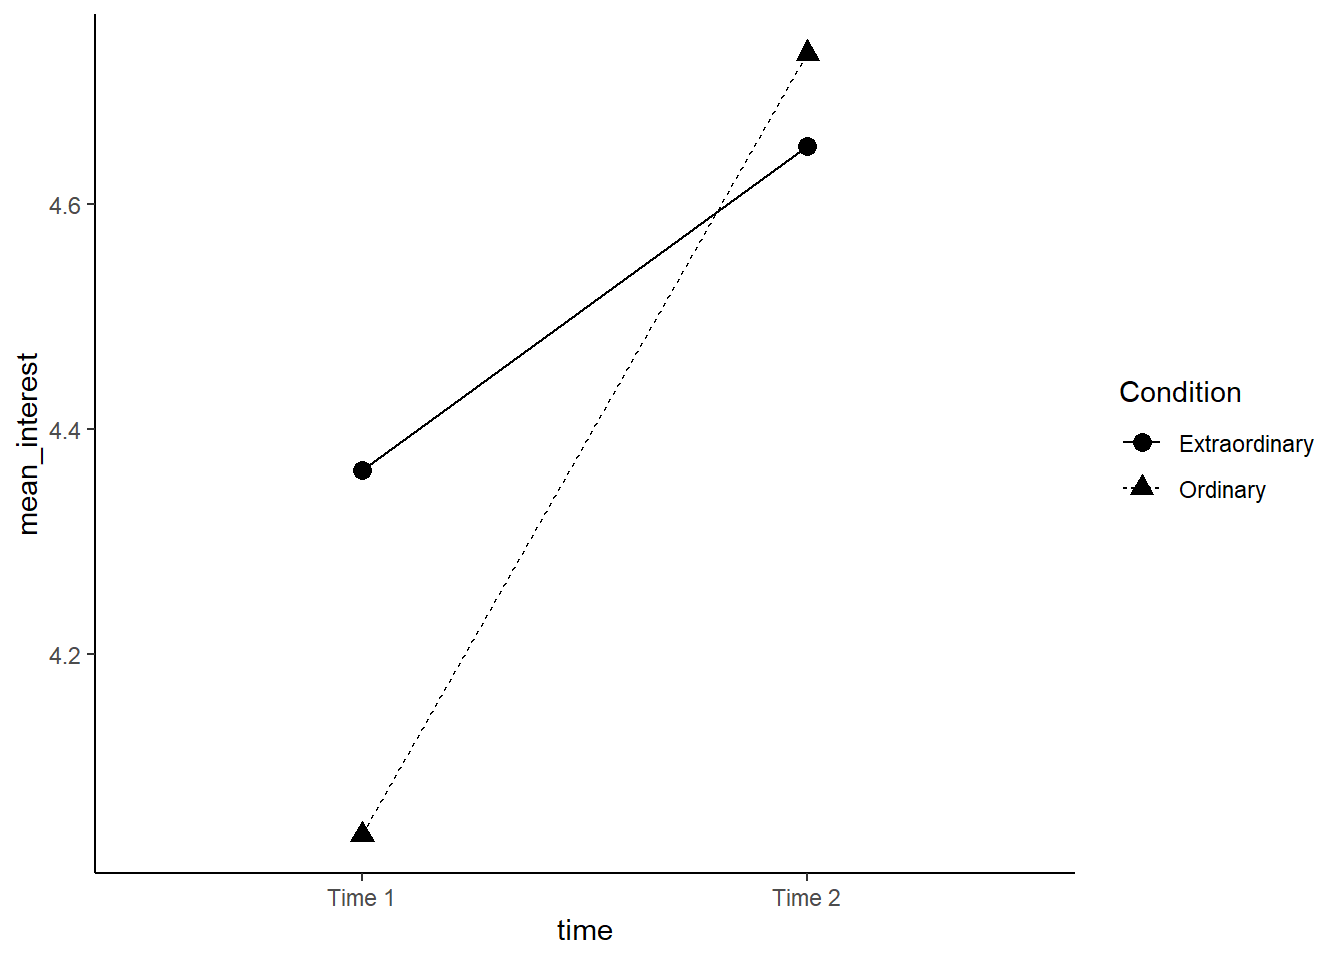 mean_interest
4.6
4.4
4.2
Time 1
Time 2
time
Condition
Extraordinary
Ordinary